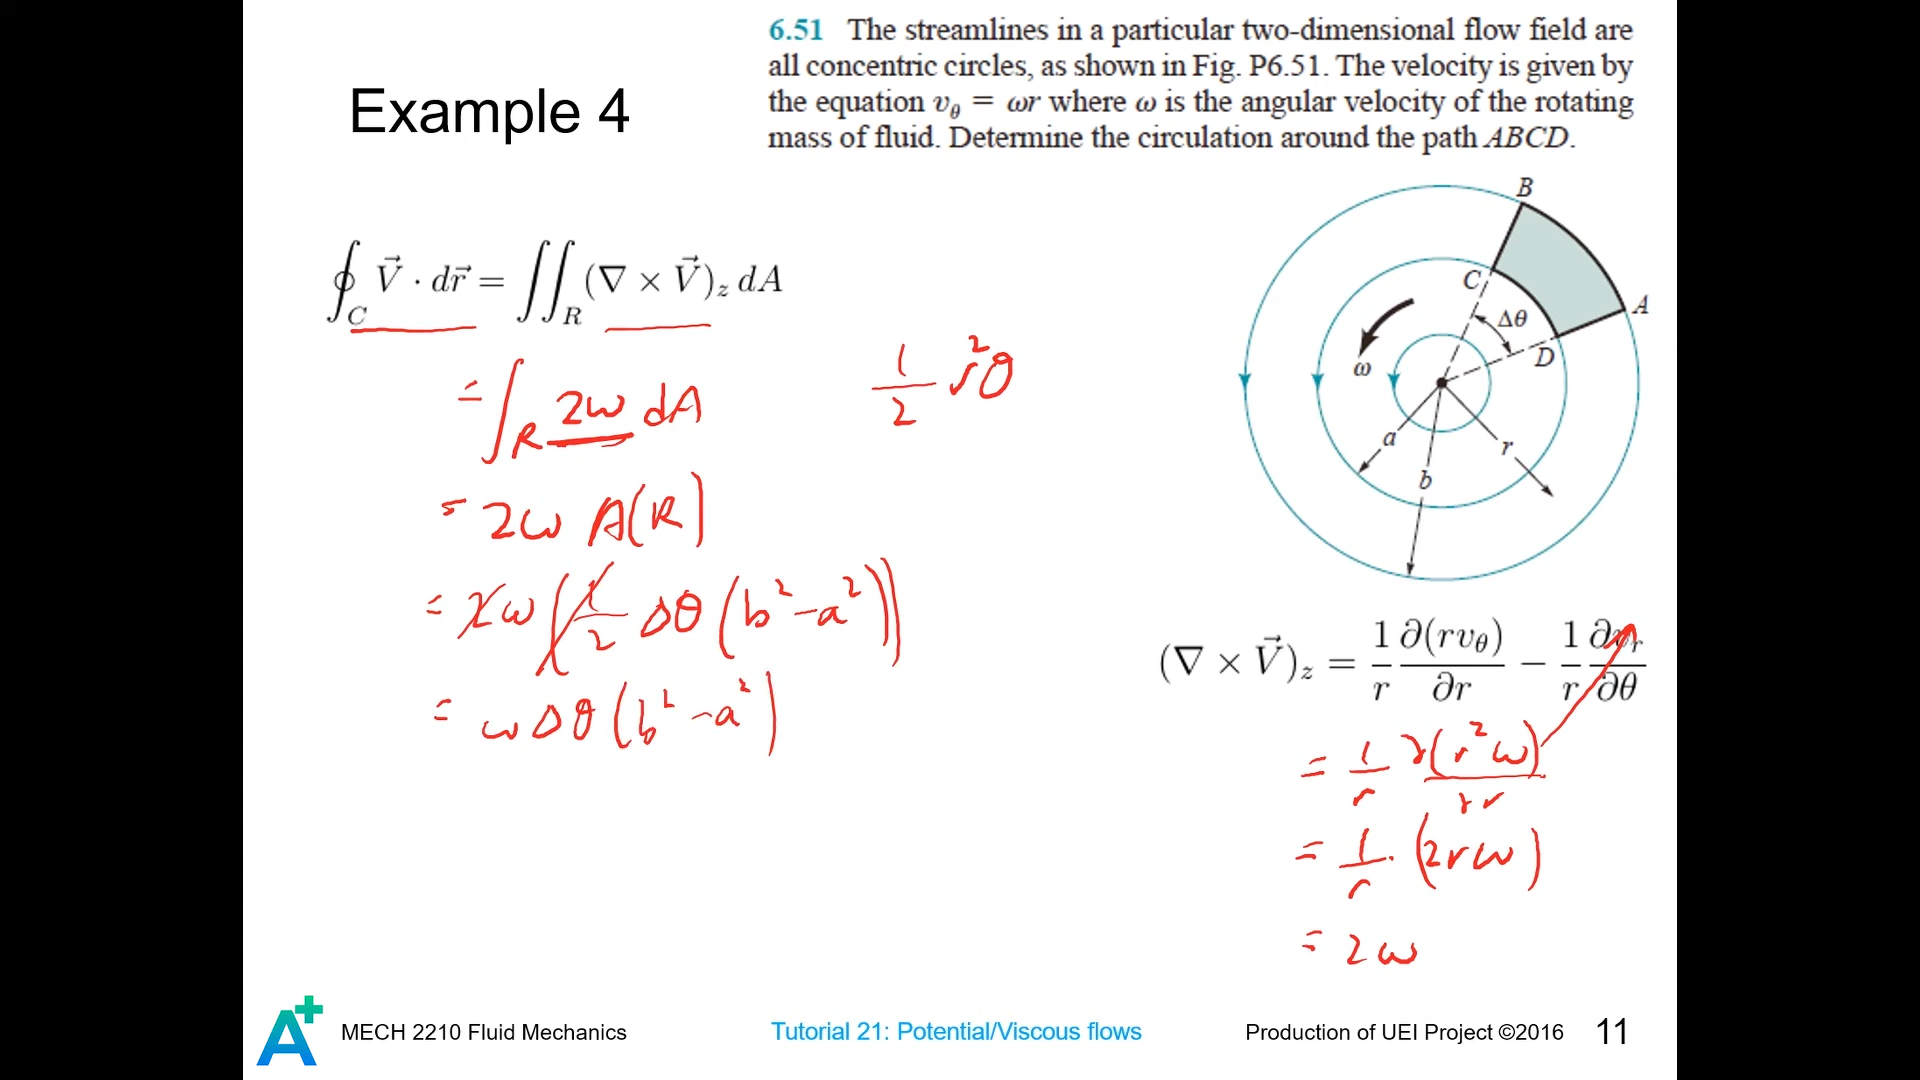 Example 4
6.51 The streamlines in a particular two-dimensional flow field are
all concentric circles, as shown in Fig. P6.51. The velocity is given by
the equation v_θ = ωr where ω is the angular velocity of the rotating
mass of fluid. Determine the circulation around the path ABCD.
∮_C V⃗ · dr⃗ = ∬_R (∇ × V⃗)_z dA
= ∫_R 2ω dA
1/2 r²θ
= 2ω A(R)
= 2ω (1/2 Δθ (b² - a²))
= ω Δθ (b² - a²)
B
A
C
Δθ
D
ω
a
r
b
(∇ × V⃗)_z = 1/r ∂(rv_θ)/∂r − 1/r ∂v_r/∂θ
= 1/r ∂(r²ω)/∂r
= 1/r · (2rω)
= 2ω
A+
MECH 2210 Fluid Mechanics
Tutorial 21: Potential/Viscous flows
Production of UEI Project ©2016
11